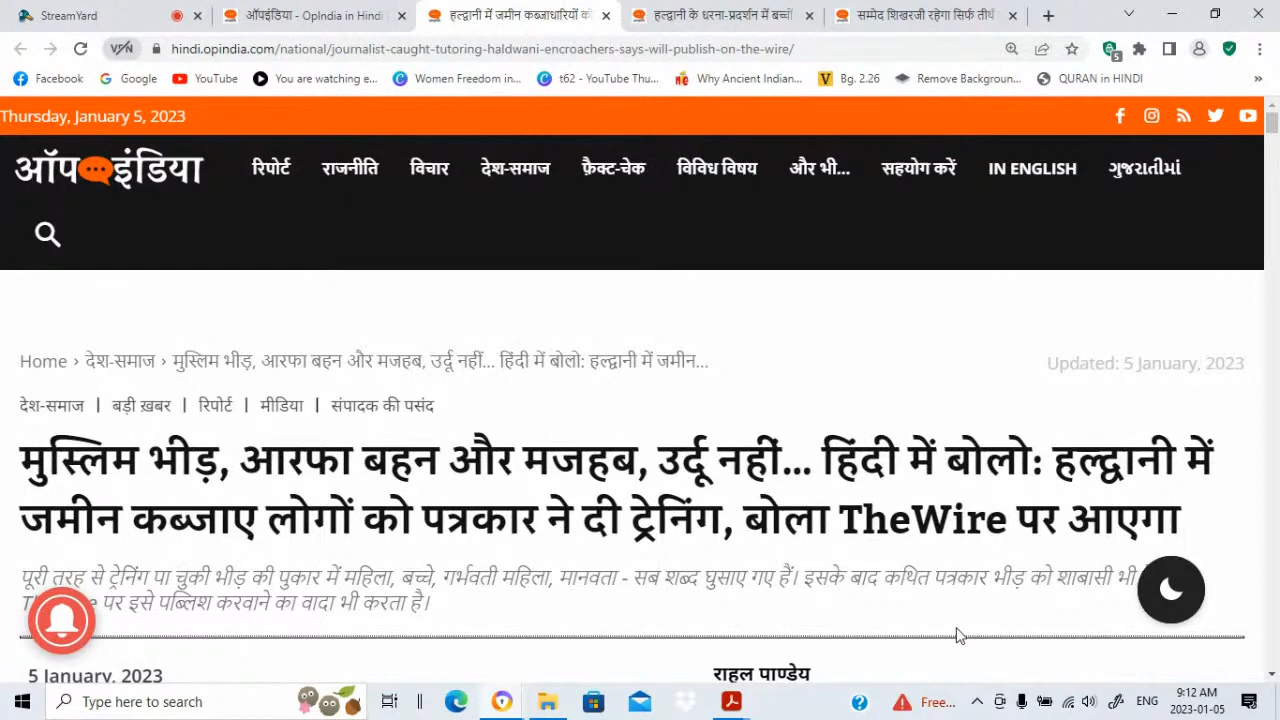 StreamYard
ऑपइंडिया - OpIndia in Hindi
हल्द्वानी में जमीन कब्जाधारियों को
हल्द्वानी के धरना-प्रदर्शन में बच्चों
सम्मेद शिखरजी रहेगा सिर्फ तीर्थ
VPN
hindi.opindia.com/national/journalist-caught-tutoring-haldwani-encroachers-says-will-publish-on-the-wire/
5
Facebook
Google
YouTube
You are watching e...
Women Freedom in...
t62 - YouTube Thu...
Why Ancient Indian...
Bg. 2.26
Remove Backgroun...
QURAN in HINDI
Thursday, January 5, 2023
ऑपइंडिया
रिपोर्ट
राजनीति
विचार
देश-समाज
फ़ैक्ट-चेक
विविध विषय
और भी...
सहयोग करें
IN ENGLISH
ગુજરાતીમાં
Home › देश-समाज › मुस्लिम भीड़, आरफा बहन और मजहब, उर्दू नहीं... हिंदी में बोलो: हल्द्वानी में जमीन...
Updated: 5 January, 2023
देश-समाज | बड़ी ख़बर | रिपोर्ट | मीडिया | संपादक की पसंद
मुस्लिम भीड़, आरफा बहन और मजहब, उर्दू नहीं... हिंदी में बोलो: हल्द्वानी में
जमीन कब्जाए लोगों को पत्रकार ने दी ट्रेनिंग, बोला TheWire पर आएगा
पूरी तरह से ट्रेनिंग पा चुकी भीड़ की पुकार में महिला, बच्चे, गर्भवती महिला, मानवता - सब शब्द घुसाए गए हैं। इसके बाद कथित पत्रकार भीड़ को शाबासी भी
पर इसे पब्लिश करवाने का वादा भी करता है।
5 January, 2023
राहुल पाण्डेय
Type here to search
Free...
ENG
9:12 AM
2023-01-05